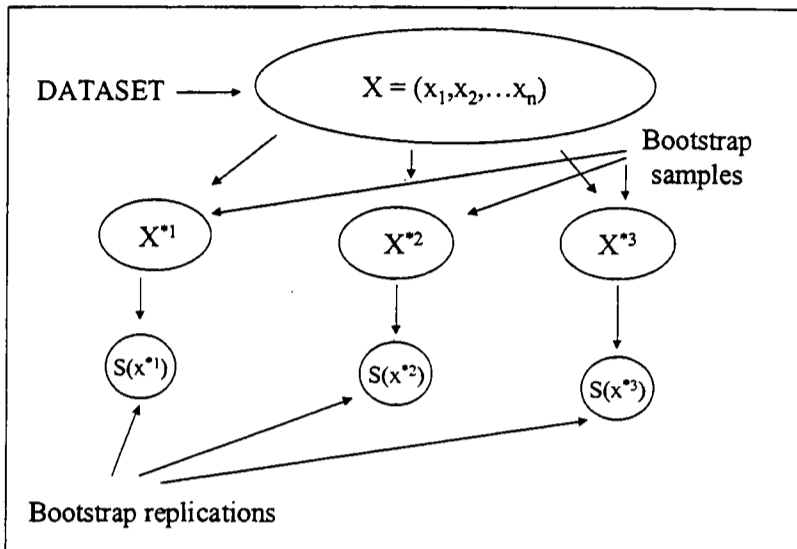 DATASET
X = (x₁,x₂,...xₙ)
Bootstrap
samples
X*¹
X*²
X*³
S(x*¹)
S(x*²)
S(x*³)
Bootstrap replications